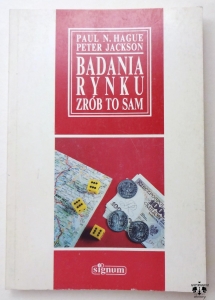 PAUL N. HAGUE
PETER JACKSON
BADANIA
RYNKU
ZRÓB TO SAM
signum